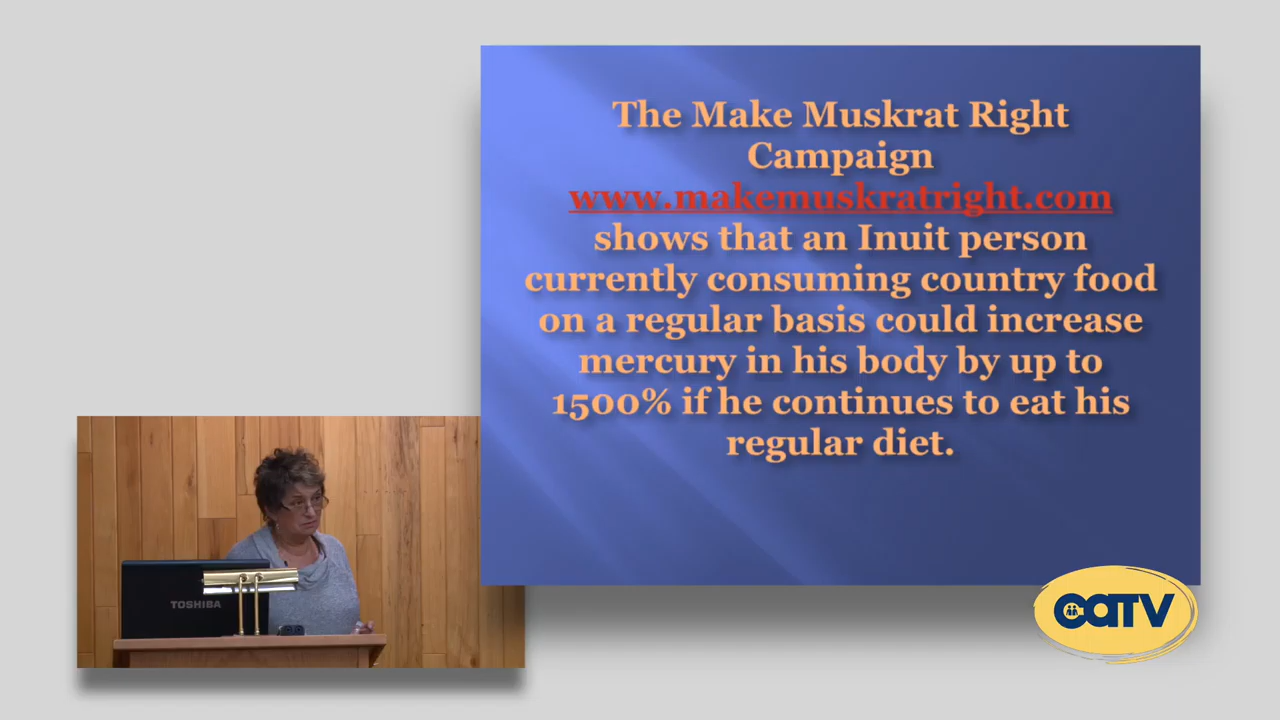 The Make Muskrat Right
Campaign
www.makemuskratright.com
shows that an Inuit person
currently consuming country food
on a regular basis could increase
mercury in his body by up to
1500% if he continues to eat his
regular diet.
TOSHIBA
CATV